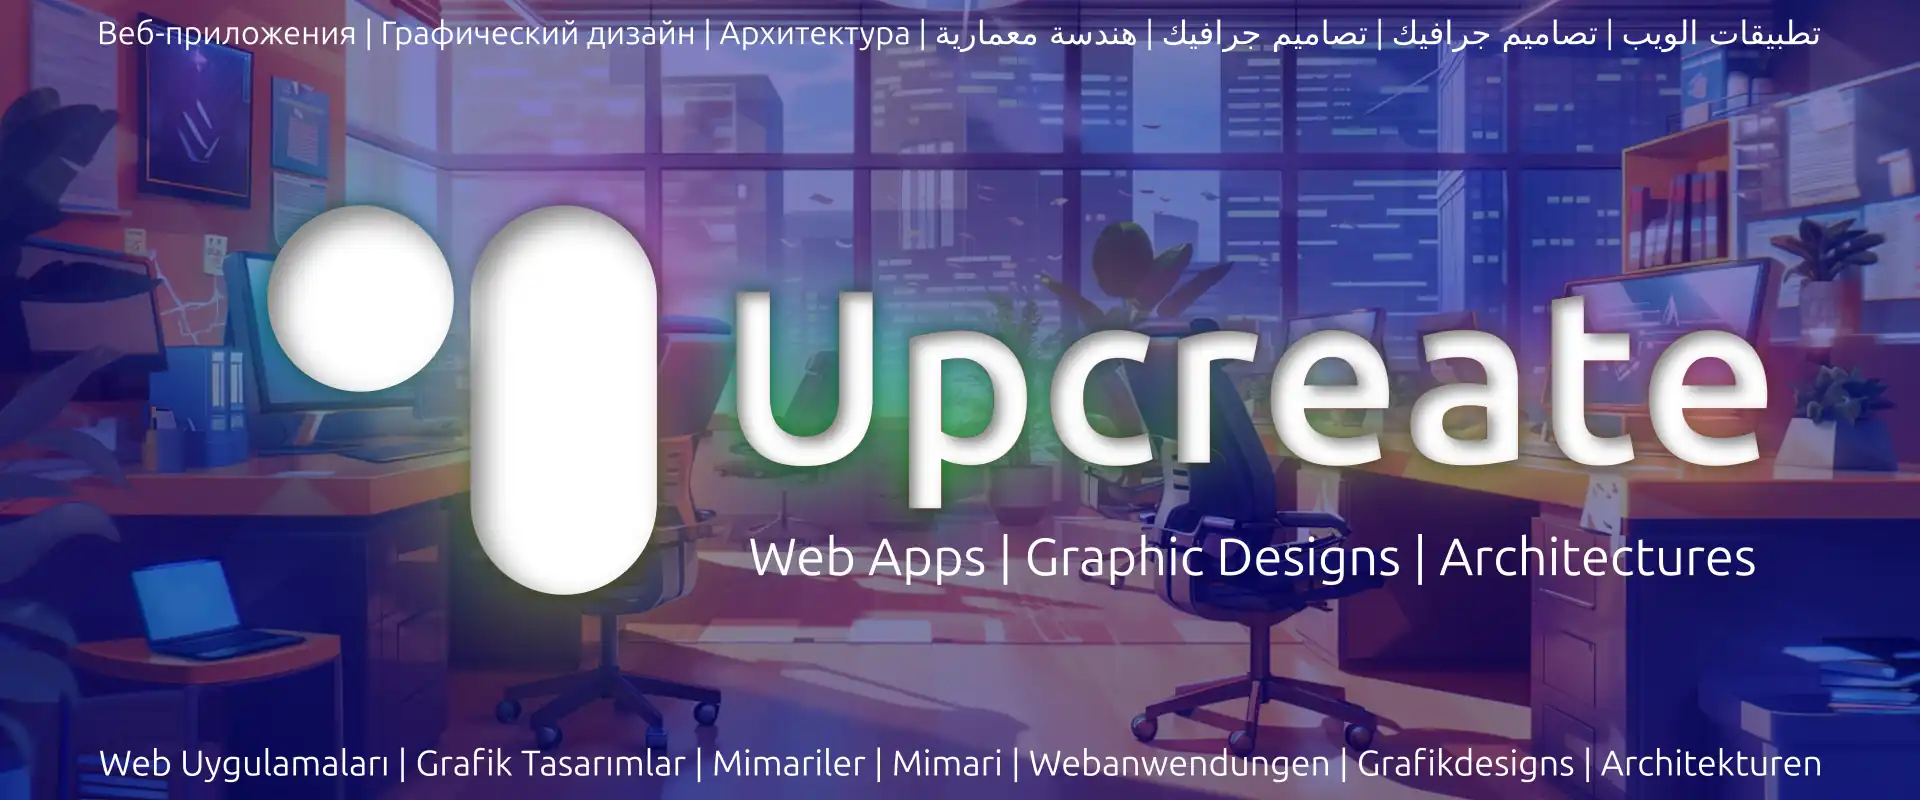 Веб-приложения | Графический дизайн | Архитектура | تطبيقات الويب | تصاميم جرافيك | تصاميم جرافيك | هندسة معمارية
Upcreate
Web Apps | Graphic Designs | Architectures
Web Uygulamaları | Grafik Tasarımlar | Mimariler | Mimari | Webanwendungen | Grafikdesigns | Architekturen